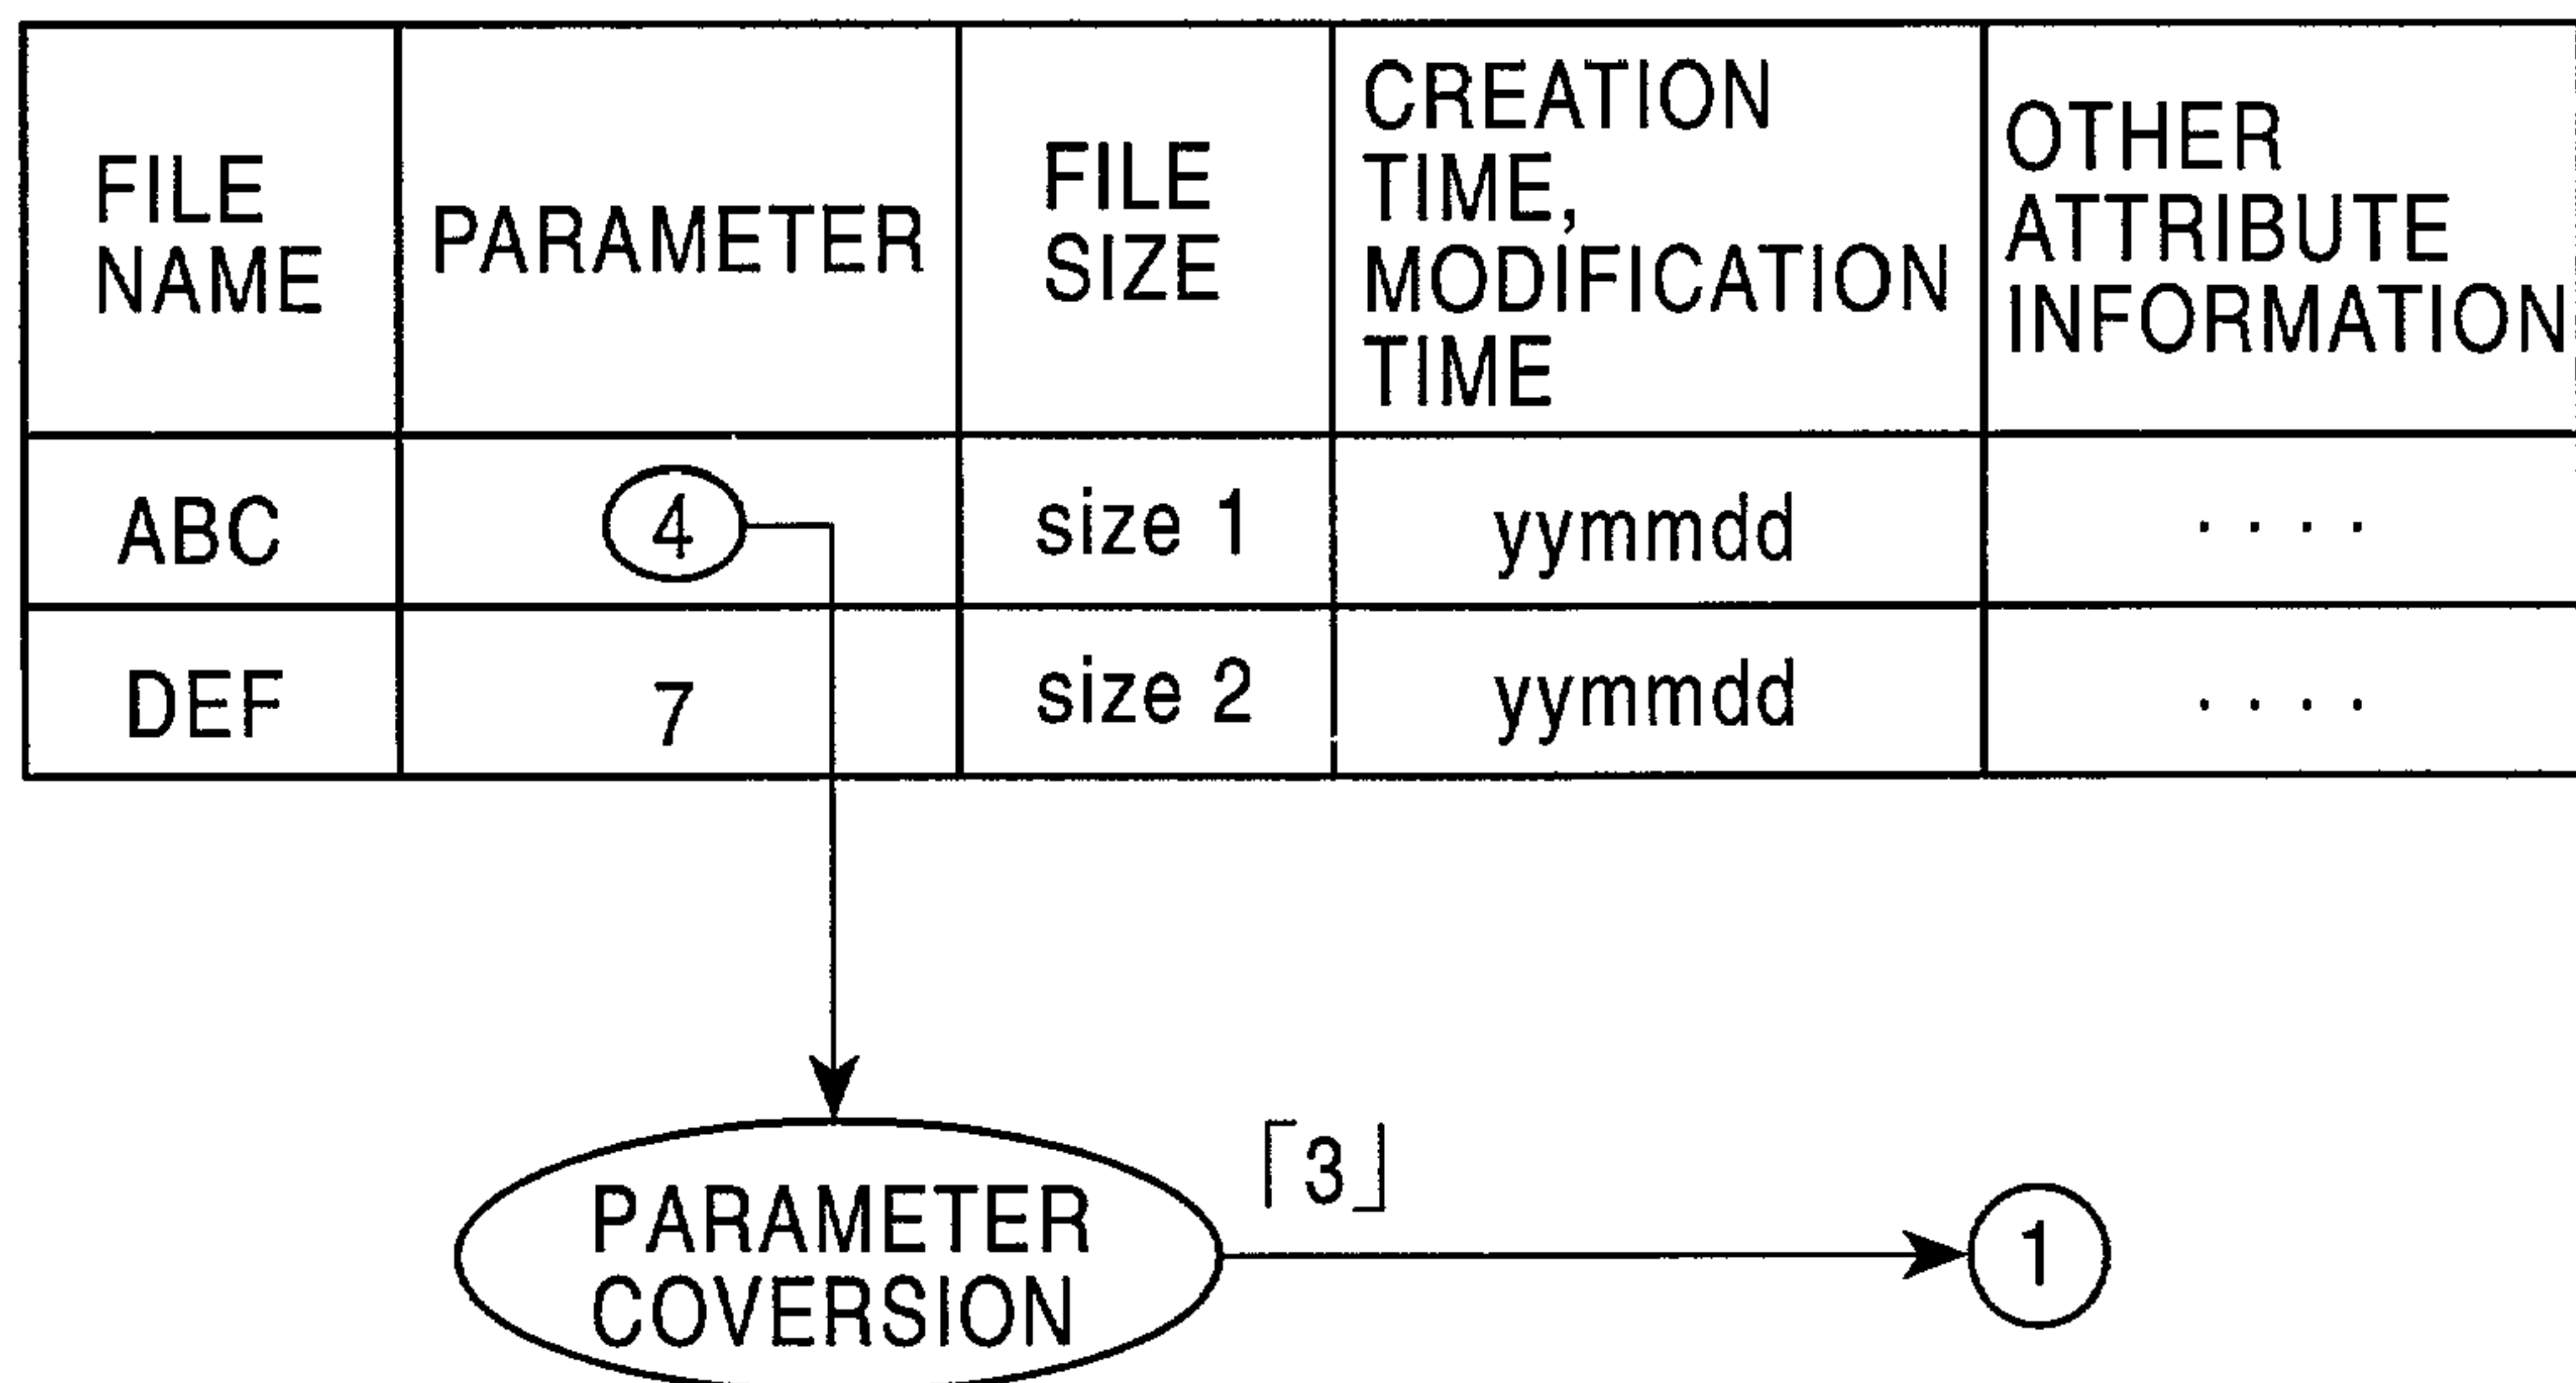 FILE
NAME
PARAMETER
FILE
SIZE
CREATION
TIME,
MODIFICATION
TIME
OTHER
ATTRIBUTE
INFORMATION
ABC
4
size 1
yymmdd
....
DEF
7
size 2
yymmdd
....
「3」
PARAMETER
COVERSION
1